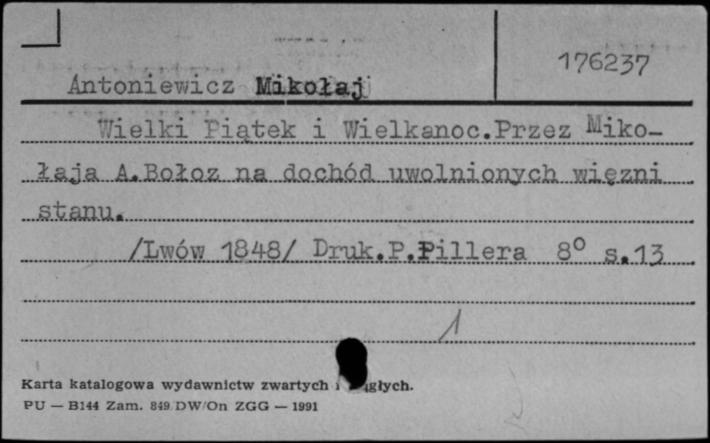 176237
Antoniewicz Mikołaj
Wielki Piątek i Wielkanoc.Przez Miko-
łaja A.Bołoz na dochód uwolnionych więzni
stanu.
/Lwów 1848/ Druk.P.Pillera 8° s.13
1
Karta katalogowa wydawnictw zwartych i
PU — B144 Zam. 849 DW/On ZGG — 1991